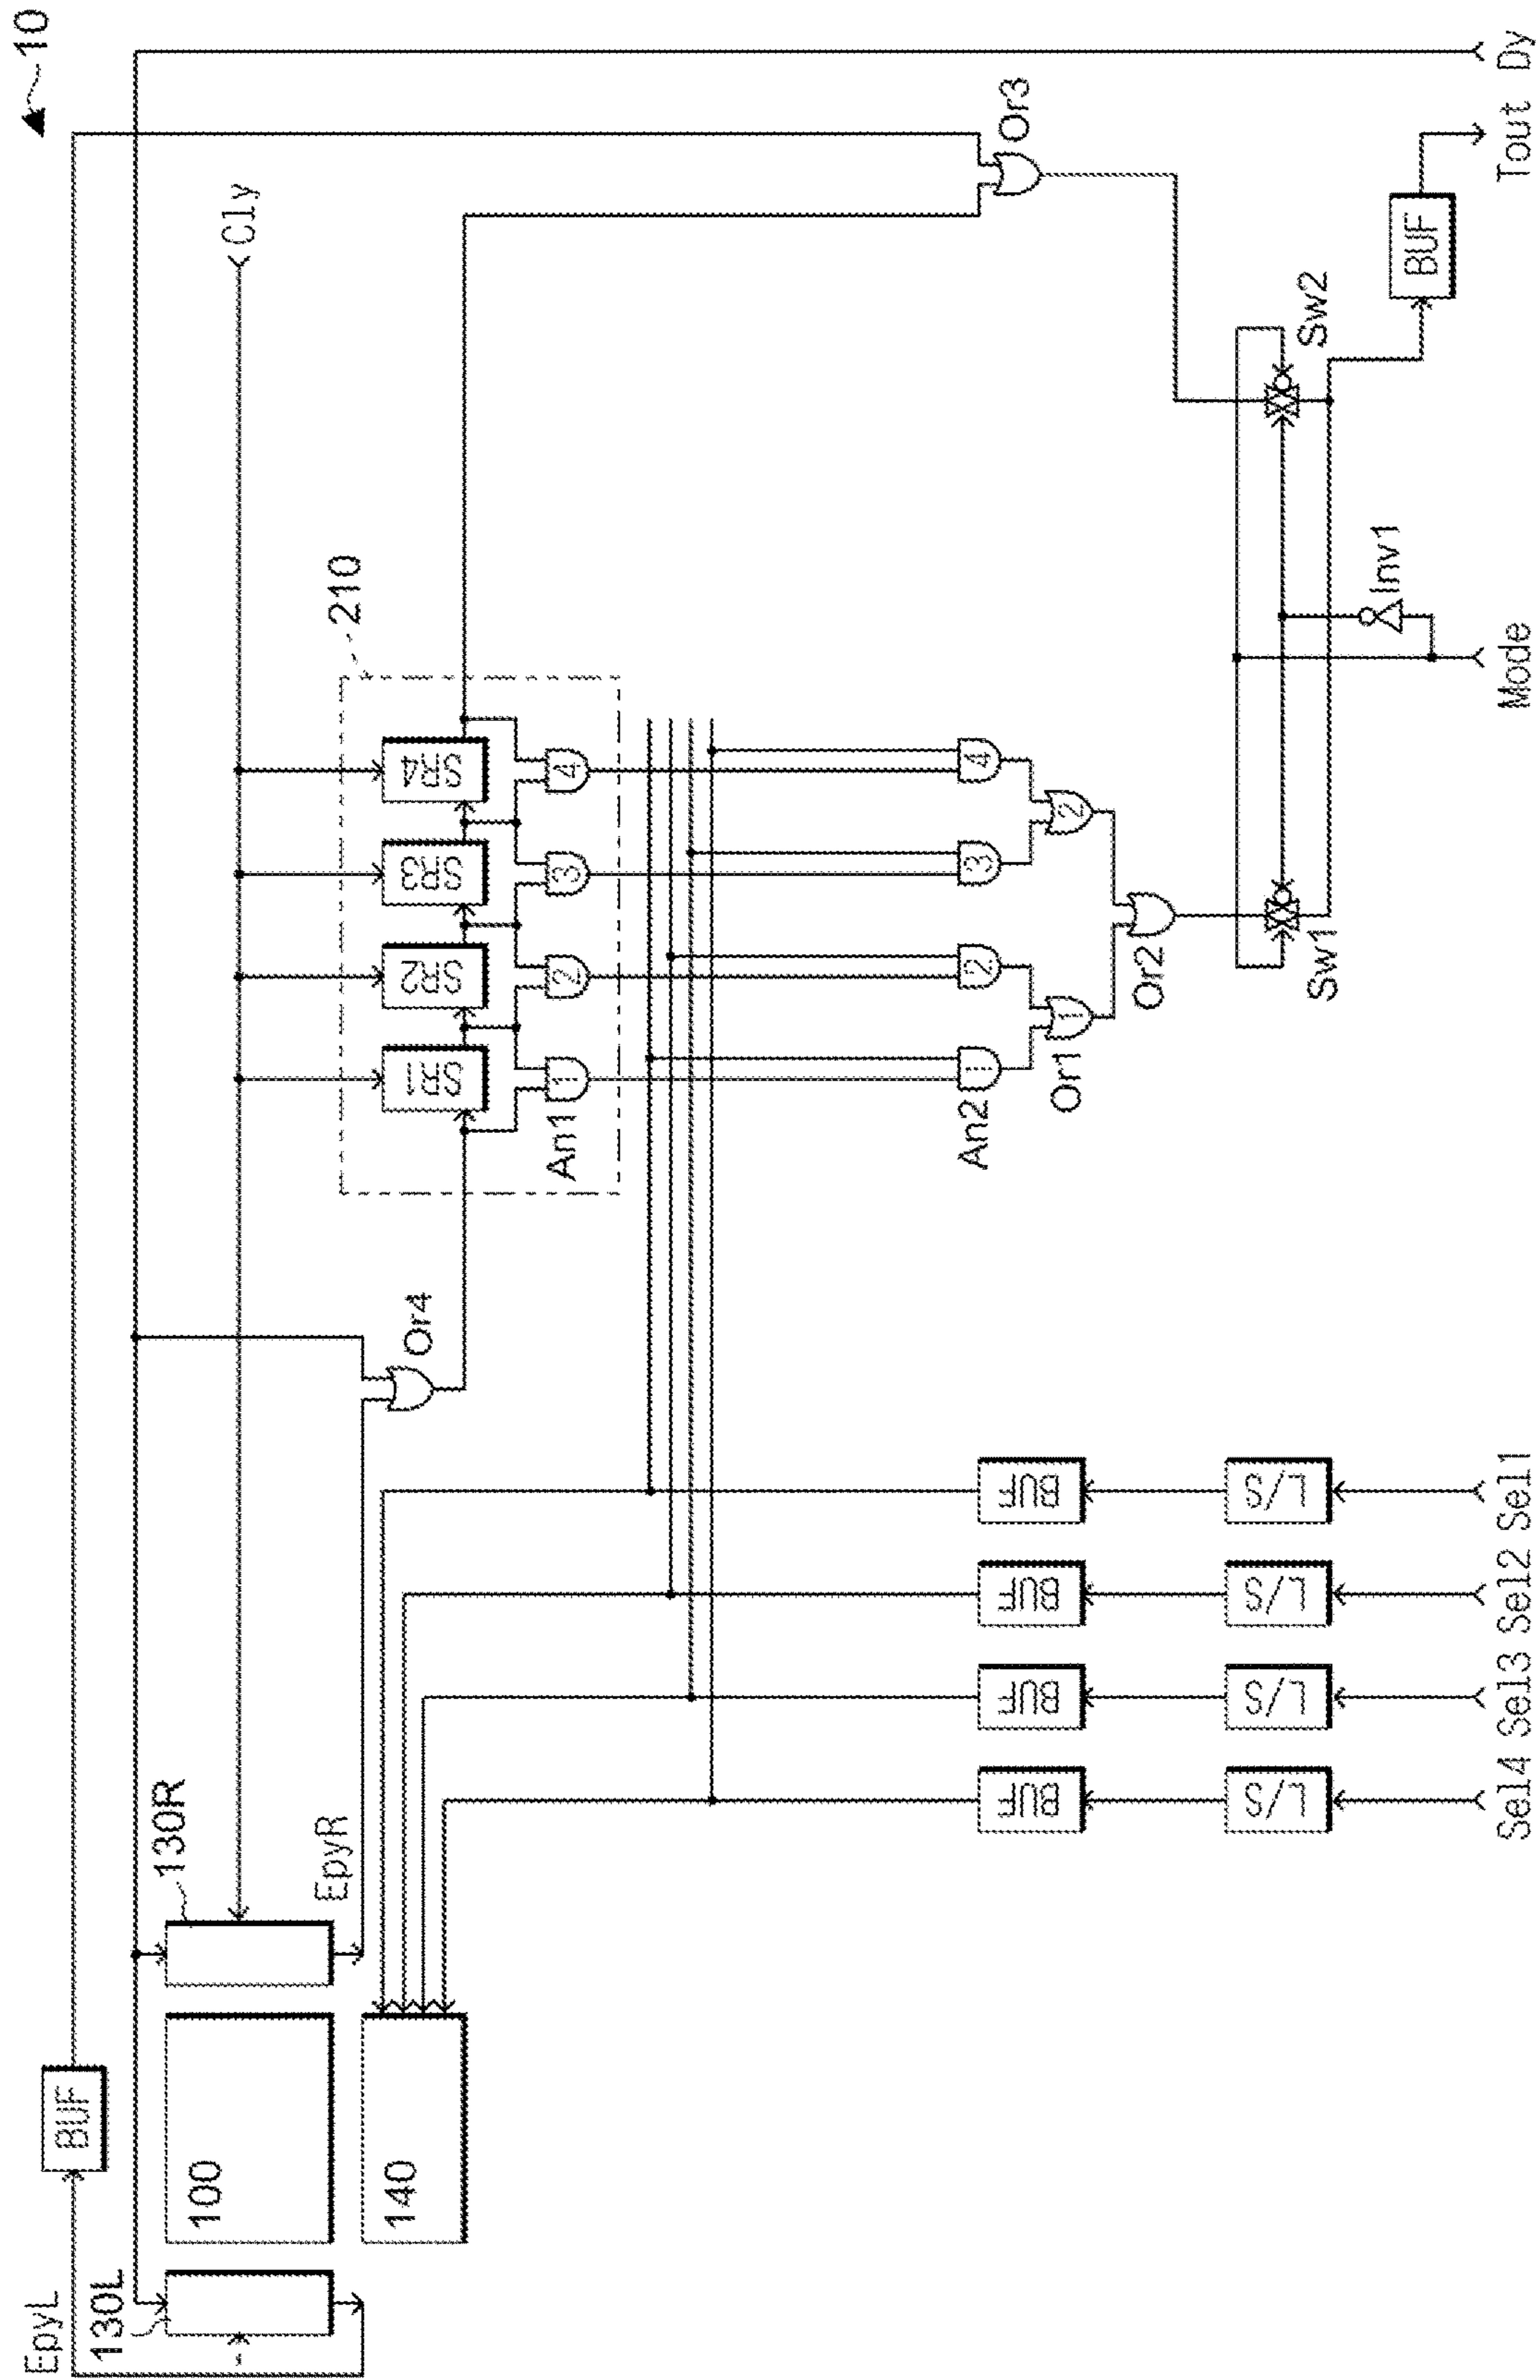 10
EpyL
BUF
130L
100
130R
EpyR
140
Cly
Or4
210
SR1
SR2
SR3
SR4
An1
1
2
3
4
An2
1
2
3
4
Or1
1
2
Or2
Or3
Sw1
Sw2
Inv1
BUF
BUF
BUF
BUF
L/S
L/S
L/S
L/S
BUF
Sel4
Sel3
Sel2
Sel1
Mode
Tout
Dy